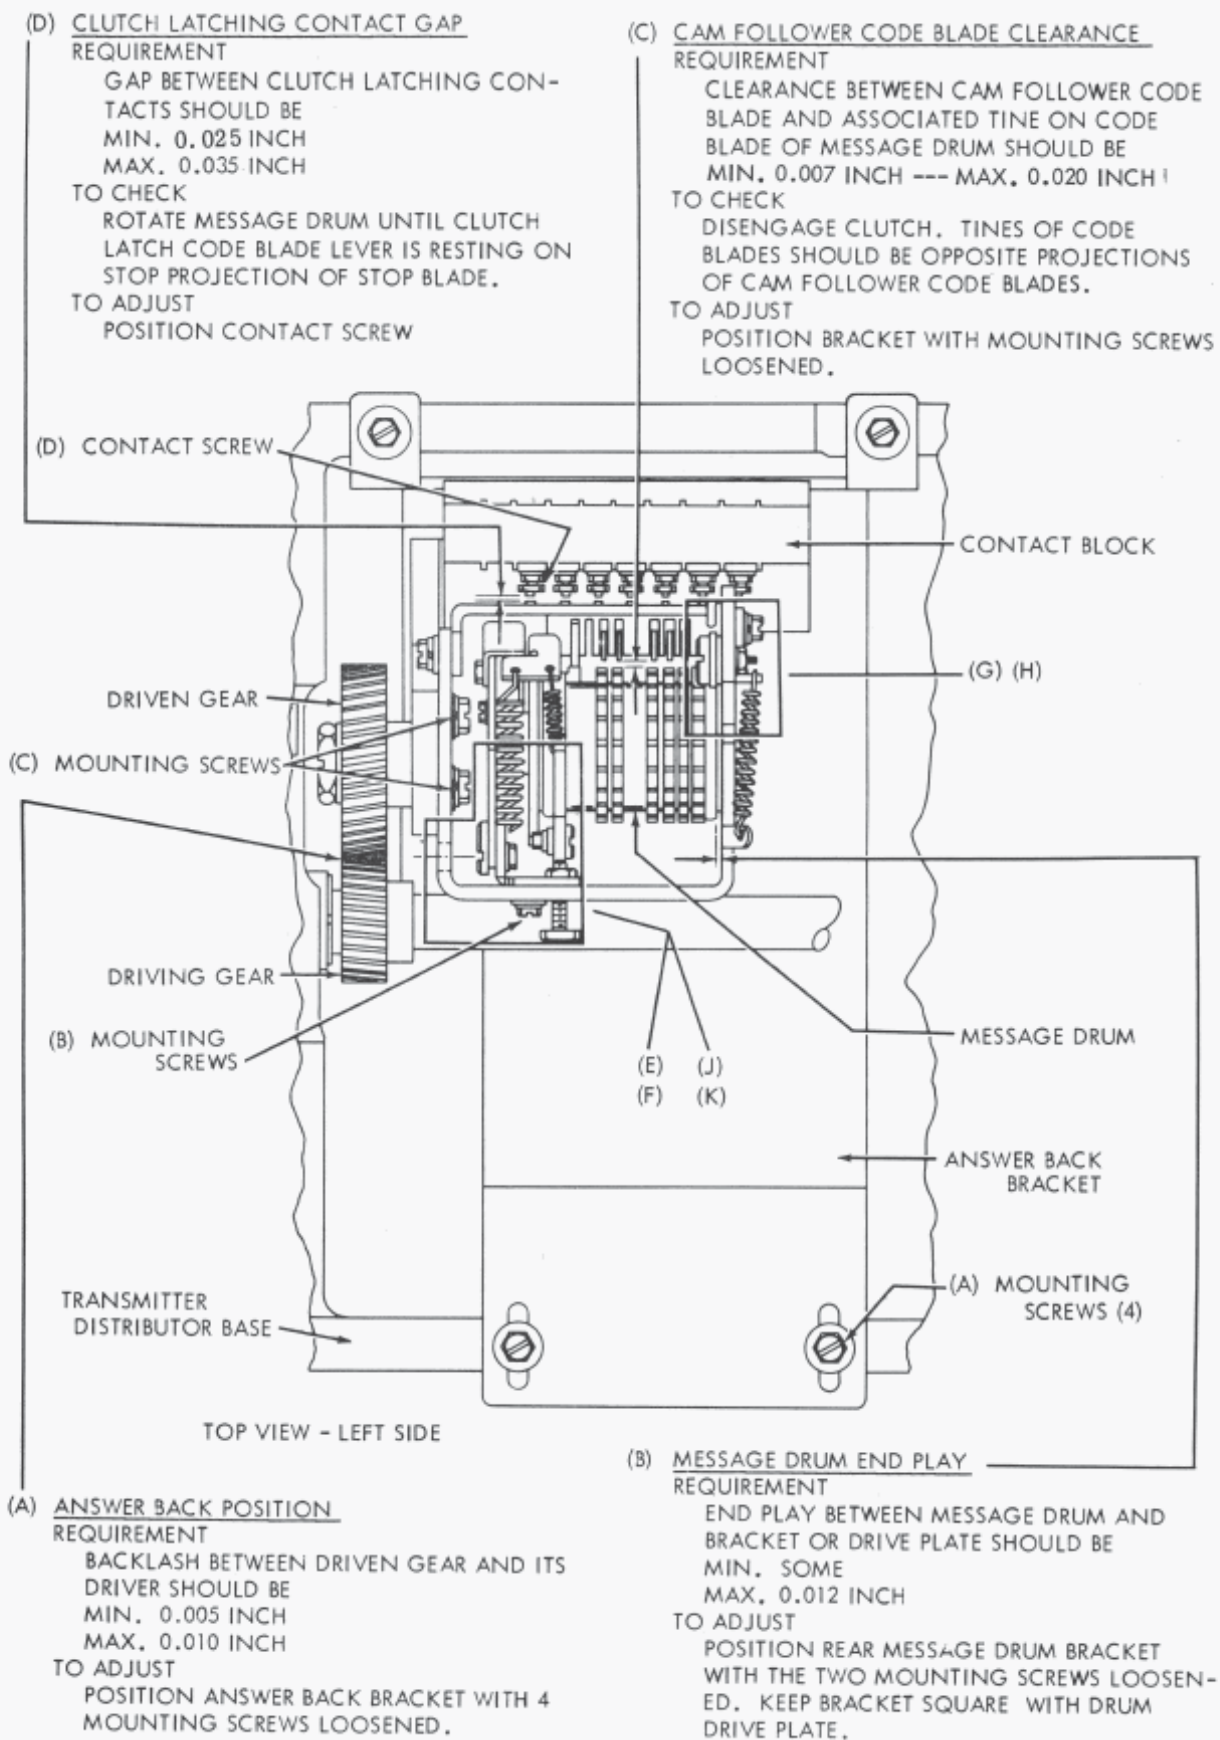 (D) CLUTCH LATCHING CONTACT GAP
REQUIREMENT
GAP BETWEEN CLUTCH LATCHING CON-
TACTS SHOULD BE
MIN. 0.025 INCH
MAX. 0.035 INCH
TO CHECK
ROTATE MESSAGE DRUM UNTIL CLUTCH
LATCH CODE BLADE LEVER IS RESTING ON
STOP PROJECTION OF STOP BLADE.
TO ADJUST
POSITION CONTACT SCREW
(C) CAM FOLLOWER CODE BLADE CLEARANCE
REQUIREMENT
CLEARANCE BETWEEN CAM FOLLOWER CODE
BLADE AND ASSOCIATED TINE ON CODE
BLADE OF MESSAGE DRUM SHOULD BE
MIN. 0.007 INCH --- MAX. 0.020 INCH
TO CHECK
DISENGAGE CLUTCH. TINES OF CODE
BLADES SHOULD BE OPPOSITE PROJECTIONS
OF CAM FOLLOWER CODE BLADES.
TO ADJUST
POSITION BRACKET WITH MOUNTING SCREWS
LOOSENED.
(D) CONTACT SCREW
CONTACT BLOCK
(G) (H)
DRIVEN GEAR
(C) MOUNTING SCREWS
DRIVING GEAR
(B) MOUNTING
SCREWS
MESSAGE DRUM
(E) (J)
(F) (K)
ANSWER BACK
BRACKET
(A) MOUNTING
SCREWS (4)
TRANSMITTER
DISTRIBUTOR BASE
TOP VIEW - LEFT SIDE
(A) ANSWER BACK POSITION
REQUIREMENT
BACKLASH BETWEEN DRIVEN GEAR AND ITS
DRIVER SHOULD BE
MIN. 0.005 INCH
MAX. 0.010 INCH
TO ADJUST
POSITION ANSWER BACK BRACKET WITH 4
MOUNTING SCREWS LOOSENED.
(B) MESSAGE DRUM END PLAY
REQUIREMENT
END PLAY BETWEEN MESSAGE DRUM AND
BRACKET OR DRIVE PLATE SHOULD BE
MIN. SOME
MAX. 0.012 INCH
TO ADJUST
POSITION REAR MESSAGE DRUM BRACKET
WITH THE TWO MOUNTING SCREWS LOOSEN-
ED. KEEP BRACKET SQUARE WITH DRUM
DRIVE PLATE.